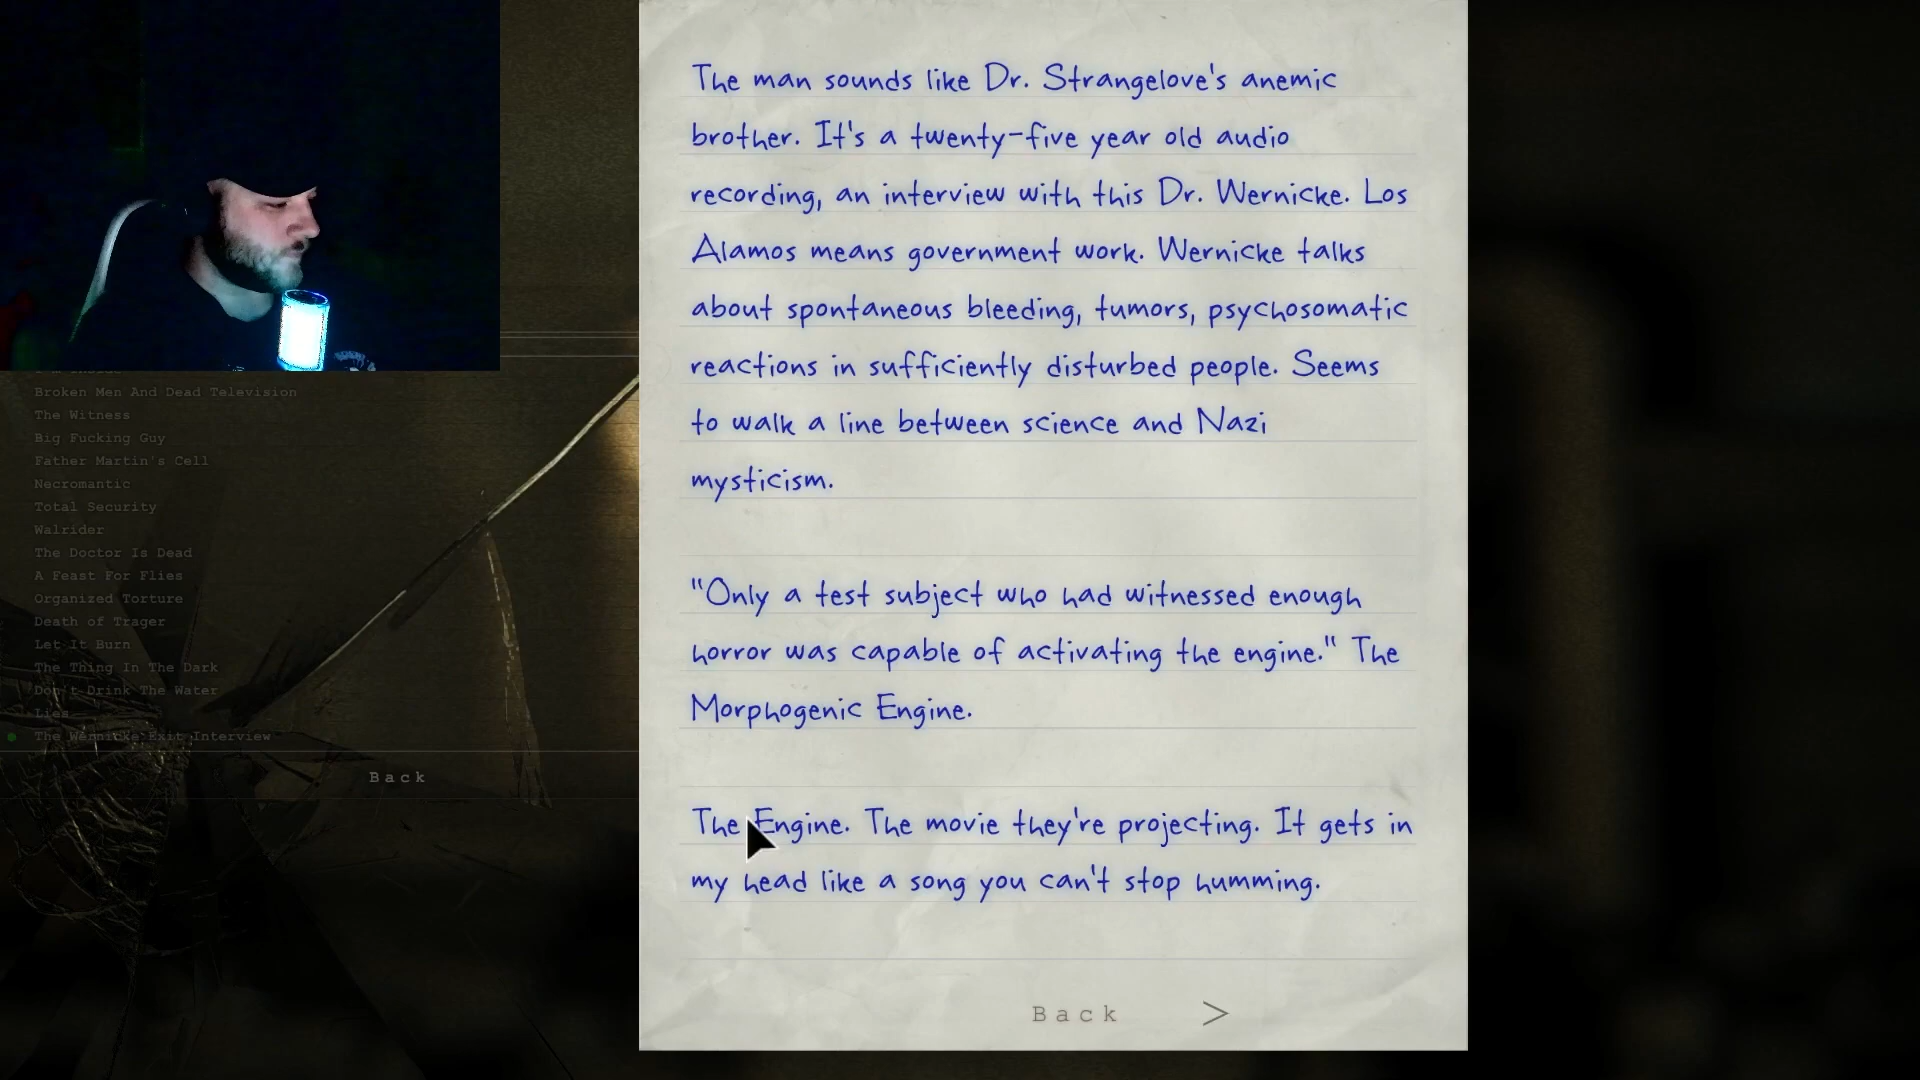 Broken Men And Dead Television
The Witness
Big Fucking Guy
Father Martin's Cell
Necromantic
Total Security
Walrider
The Doctor Is Dead
A Feast For Flies
Organized Torture
Death of Trager
Let It Burn
The Thing In The Dark
Don't Drink The Water
Lies
The Wernicke Exit Interview
Back
The man sounds like Dr. Strangelove's anemic
brother. It's a twenty-five year old audio
recording, an interview with this Dr. Wernicke. Los
Alamos means government work. Wernicke talks
about spontaneous bleeding, tumors, psychosomatic
reactions in sufficiently disturbed people. Seems
to walk a line between science and Nazi
mysticism.
"Only a test subject who had witnessed enough
horror was capable of activating the engine." The
Morphogenic Engine.
The Engine. The movie they're projecting. It gets in
my head like a song you can't stop humming.
Back >